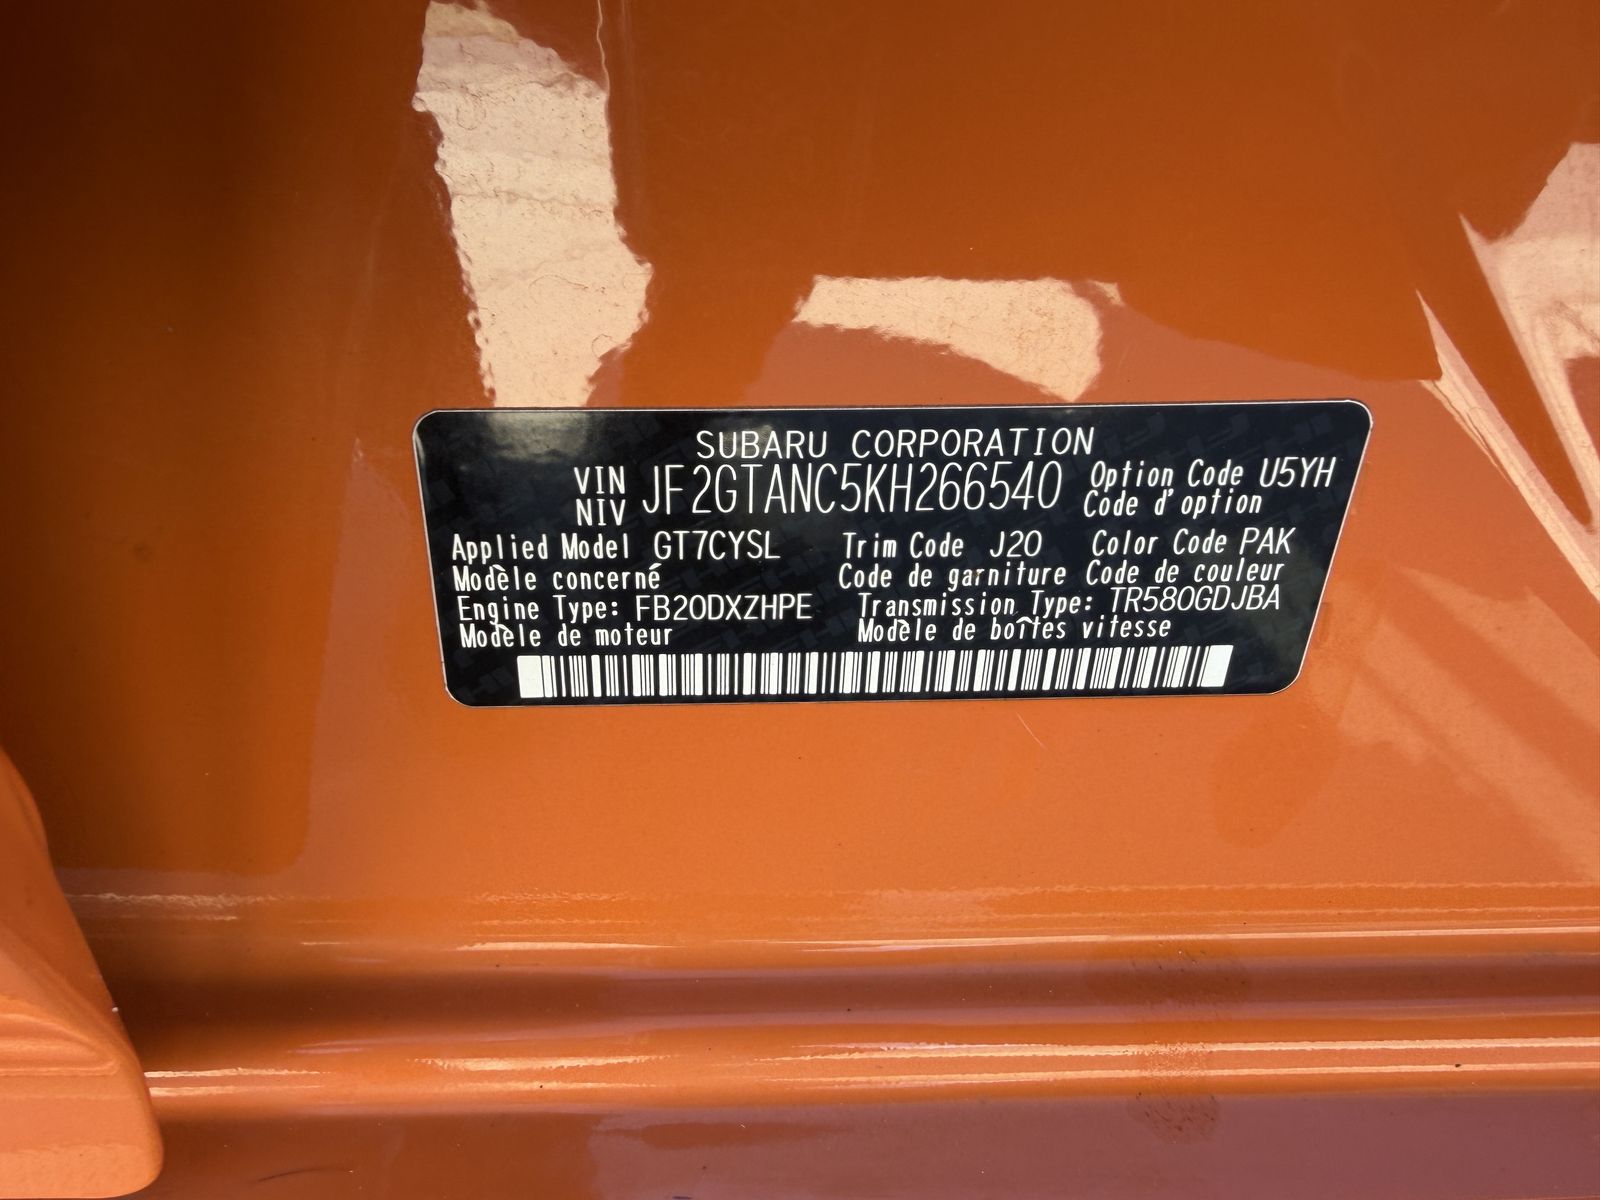 SUBARU CORPORATION
VIN JF2GTANC5KH266540 Option Code U5YH
NIV Code d'option
Applied Model GT7CYSL Trim Code J20 Color Code PAK
Modèle concerné Code de garniture Code de couleur
Engine Type: FB20DXZHPE Transmission Type: TR580GDJBA
Modèle de moteur Modèle de boîtes vitesse